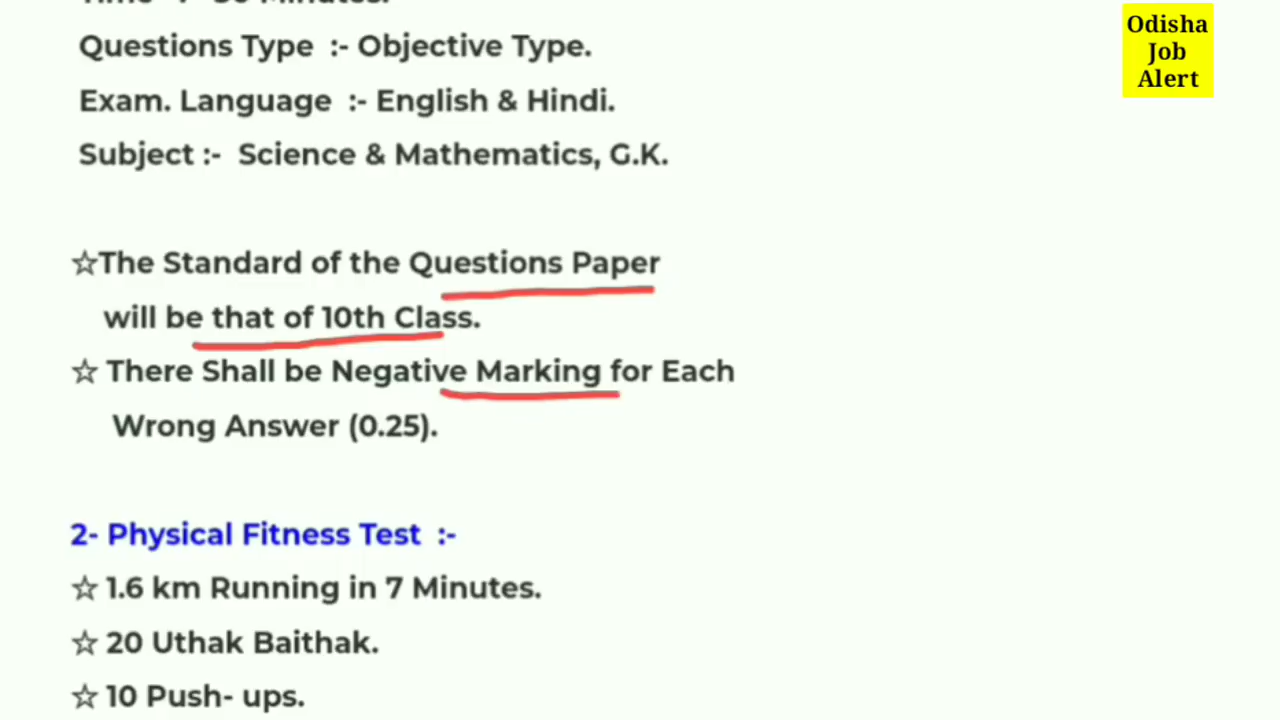 Questions Type :- Objective Type.
Exam. Language :- English & Hindi.
Subject :- Science & Mathematics, G.K.
☆The Standard of the Questions Paper
will be that of 10th Class.
☆ There Shall be Negative Marking for Each
Wrong Answer (0.25).
2- Physical Fitness Test :-
☆ 1.6 km Running in 7 Minutes.
☆ 20 Uthak Baithak.
☆ 10 Push- ups.
Odisha
Job
Alert